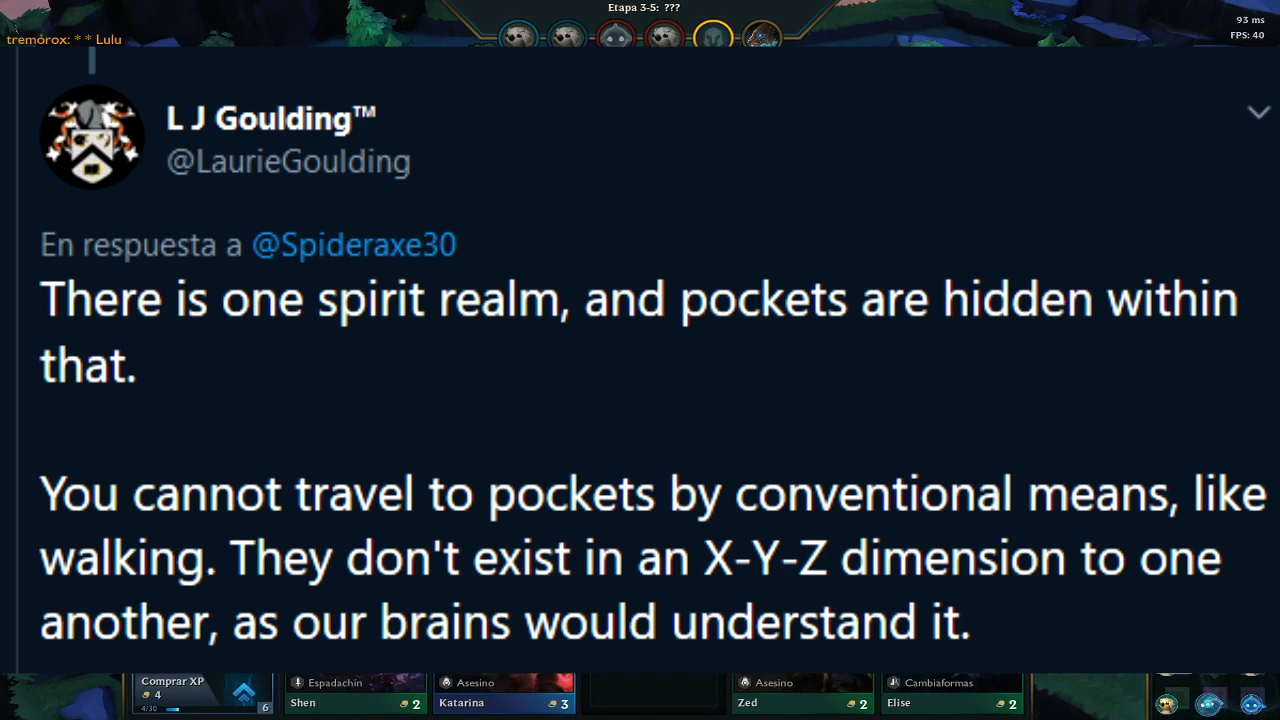 Etapa 3-5: ???
93 ms
FPS: 40
tremórox: * * Lulu
L J Goulding™
@LaurieGoulding
En respuesta a @Spideraxe30
There is one spirit realm, and pockets are hidden within
that.
You cannot travel to pockets by conventional means, like
walking. They don't exist in an X-Y-Z dimension to one
another, as our brains would understand it.
Comprar XP
4
4/30
6
Espadachín
Shen
2
Asesino
Katarina
3
Asesino
Zed
2
Cambiaformas
Elise
2